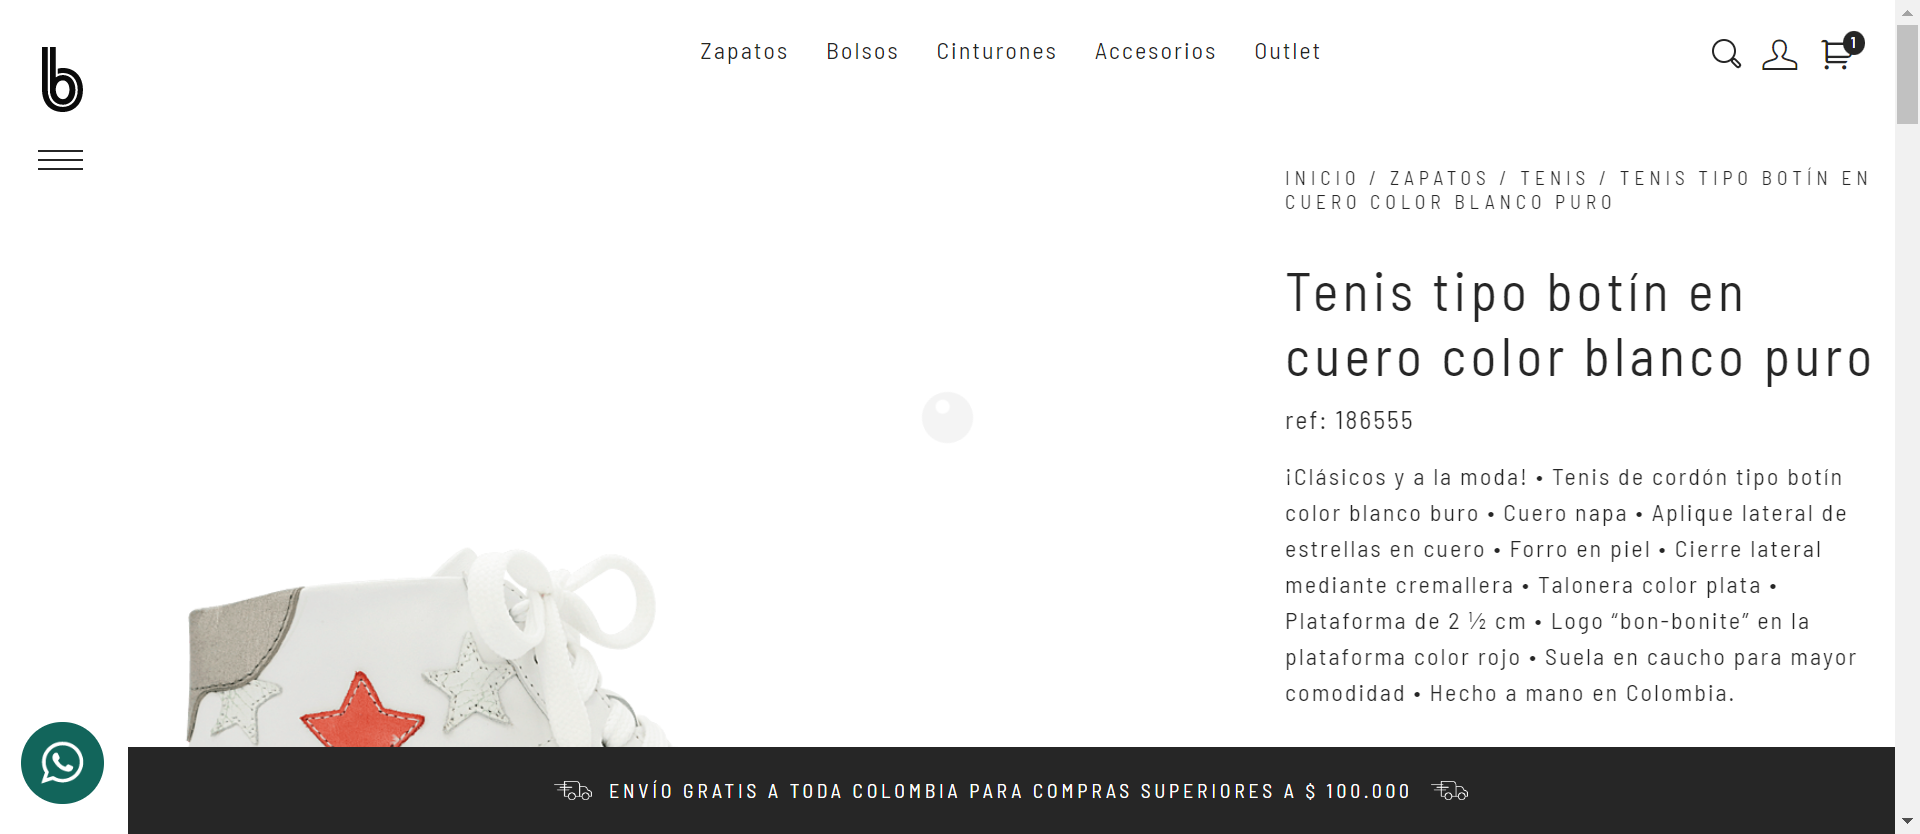 b
Zapatos Bolsos Cinturones Accesorios Outlet
1
INICIO / ZAPATOS / TENIS / TENIS TIPO BOTÍN EN
CUERO COLOR BLANCO PURO
Tenis tipo botín en
cuero color blanco puro
ref: 186555
¡Clásicos y a la moda! • Tenis de cordón tipo botín
color blanco buro • Cuero napa • Aplique lateral de
estrellas en cuero • Forro en piel • Cierre lateral
mediante cremallera • Talonera color plata •
Plataforma de 2 ½ cm • Logo “bon-bonite” en la
plataforma color rojo • Suela en caucho para mayor
comodidad • Hecho a mano en Colombia.
ENVÍO GRATIS A TODA COLOMBIA PARA COMPRAS SUPERIORES A $ 100.000